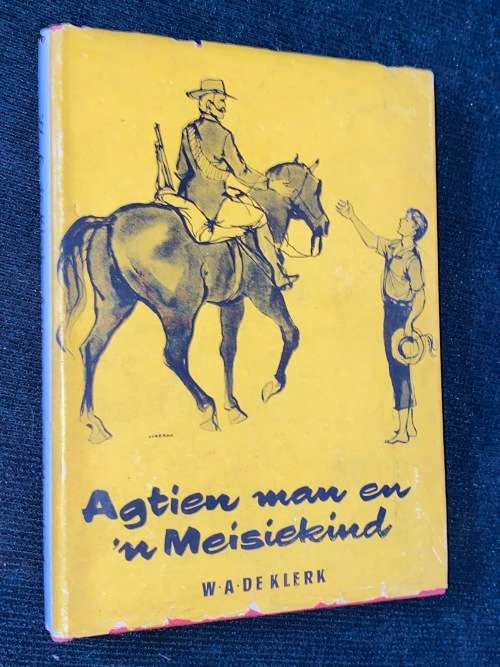 Agtien man en
'n Meisiekind
W·A·DE KLERK